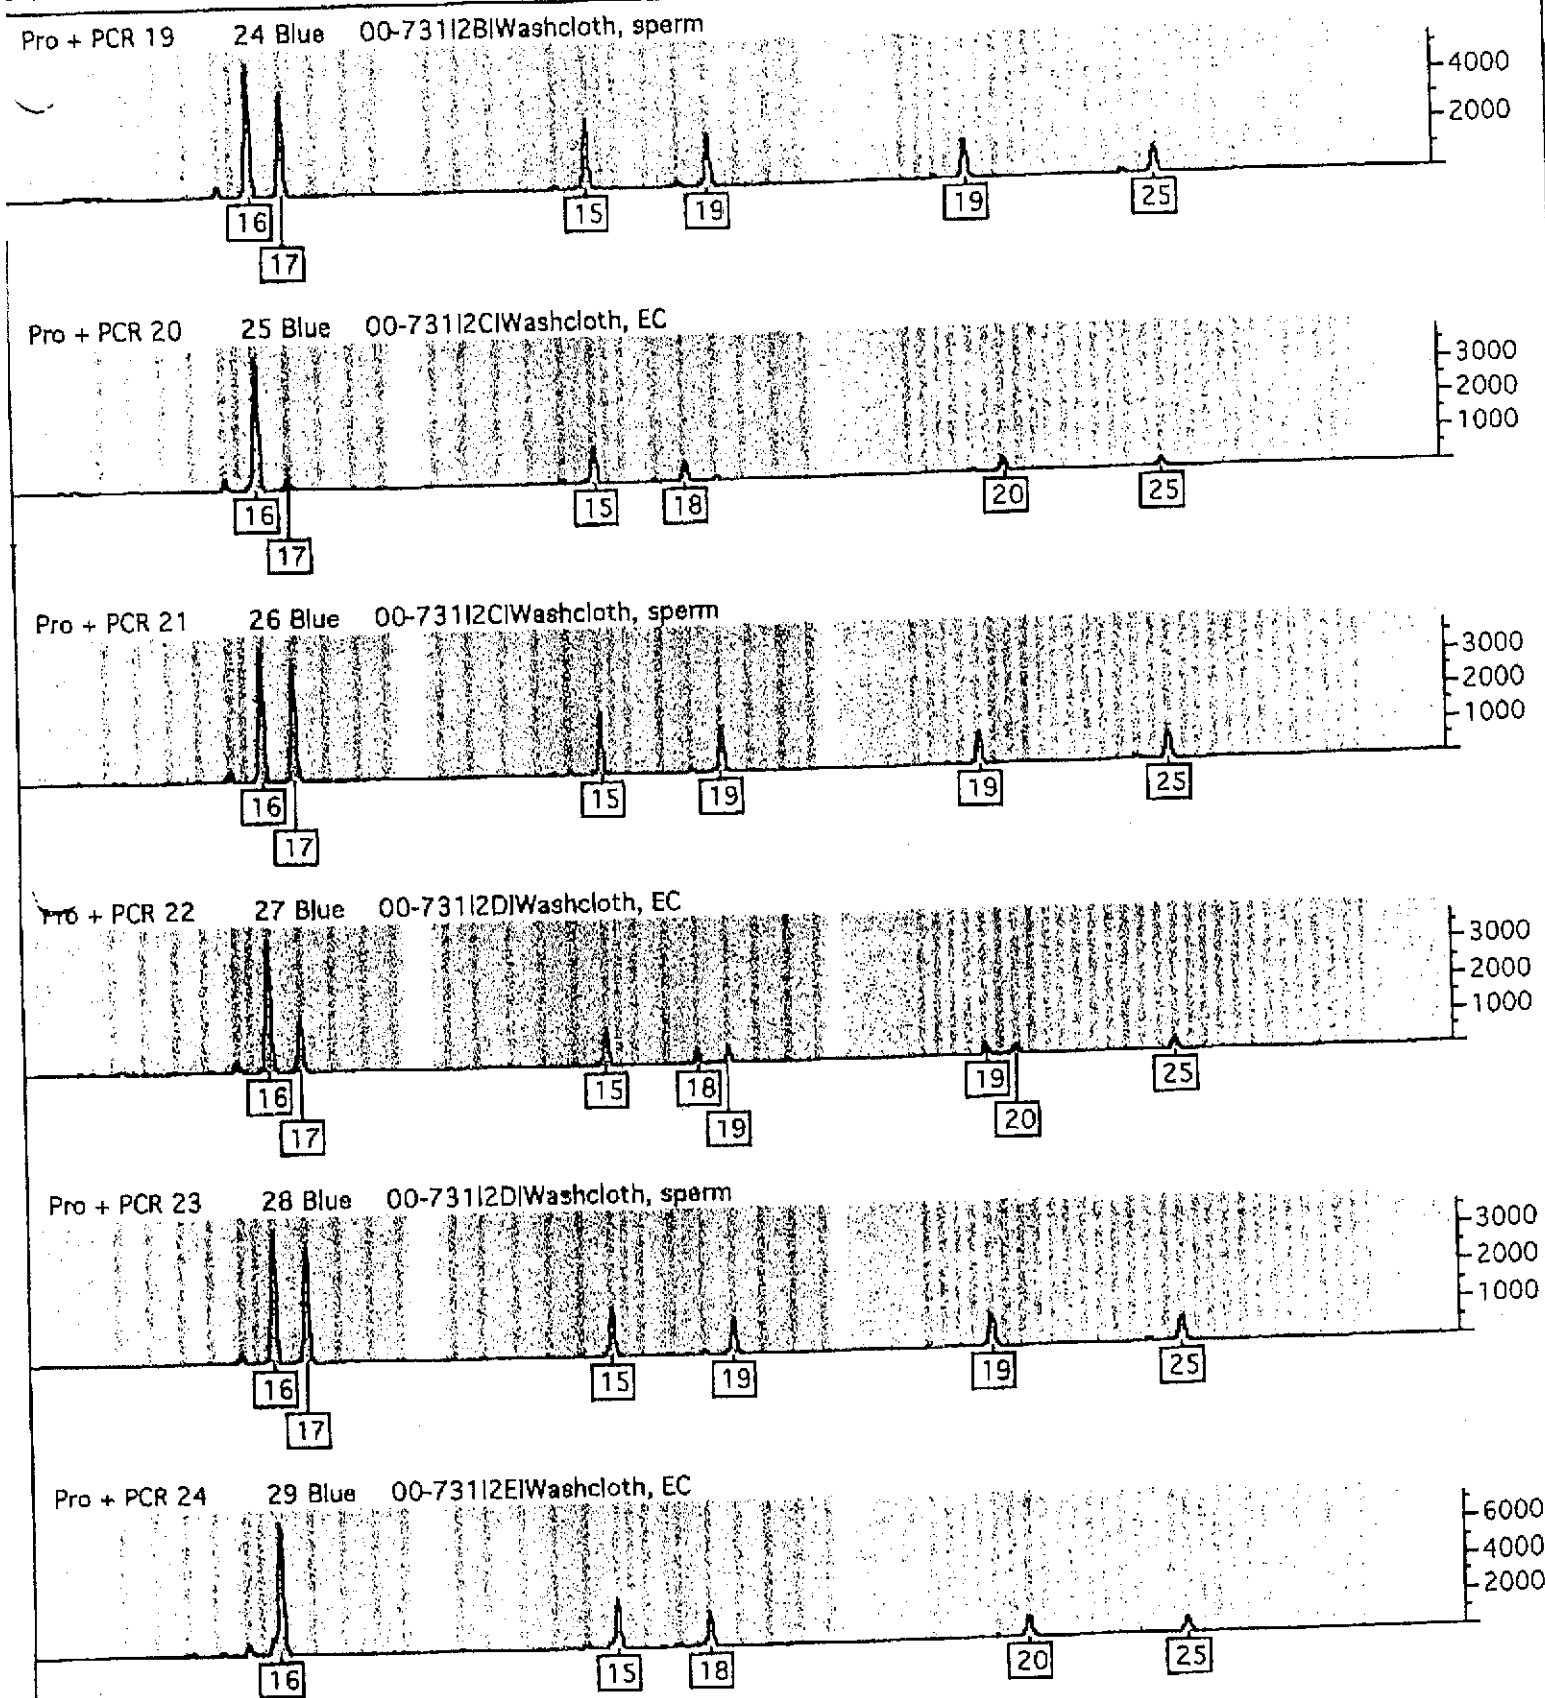 Pro + PCR 19 24 Blue 00-731|2B|Washcloth, sperm
4000
2000
16 15 19 19 25
17
Pro + PCR 20 25 Blue 00-731|2C|Washcloth, EC
3000
2000
1000
16 15 18 20 25
17
Pro + PCR 21 26 Blue 00-731|2C|Washcloth, sperm
3000
2000
1000
16 15 19 19 25
17
Pro + PCR 22 27 Blue 00-731|2D|Washcloth, EC
3000
2000
1000
16 15 18 19 25
17 19 20
Pro + PCR 23 28 Blue 00-731|2D|Washcloth, sperm
3000
2000
1000
16 15 19 19 25
17
Pro + PCR 24 29 Blue 00-731|2E|Washcloth, EC
6000
4000
2000
16 15 18 20 25